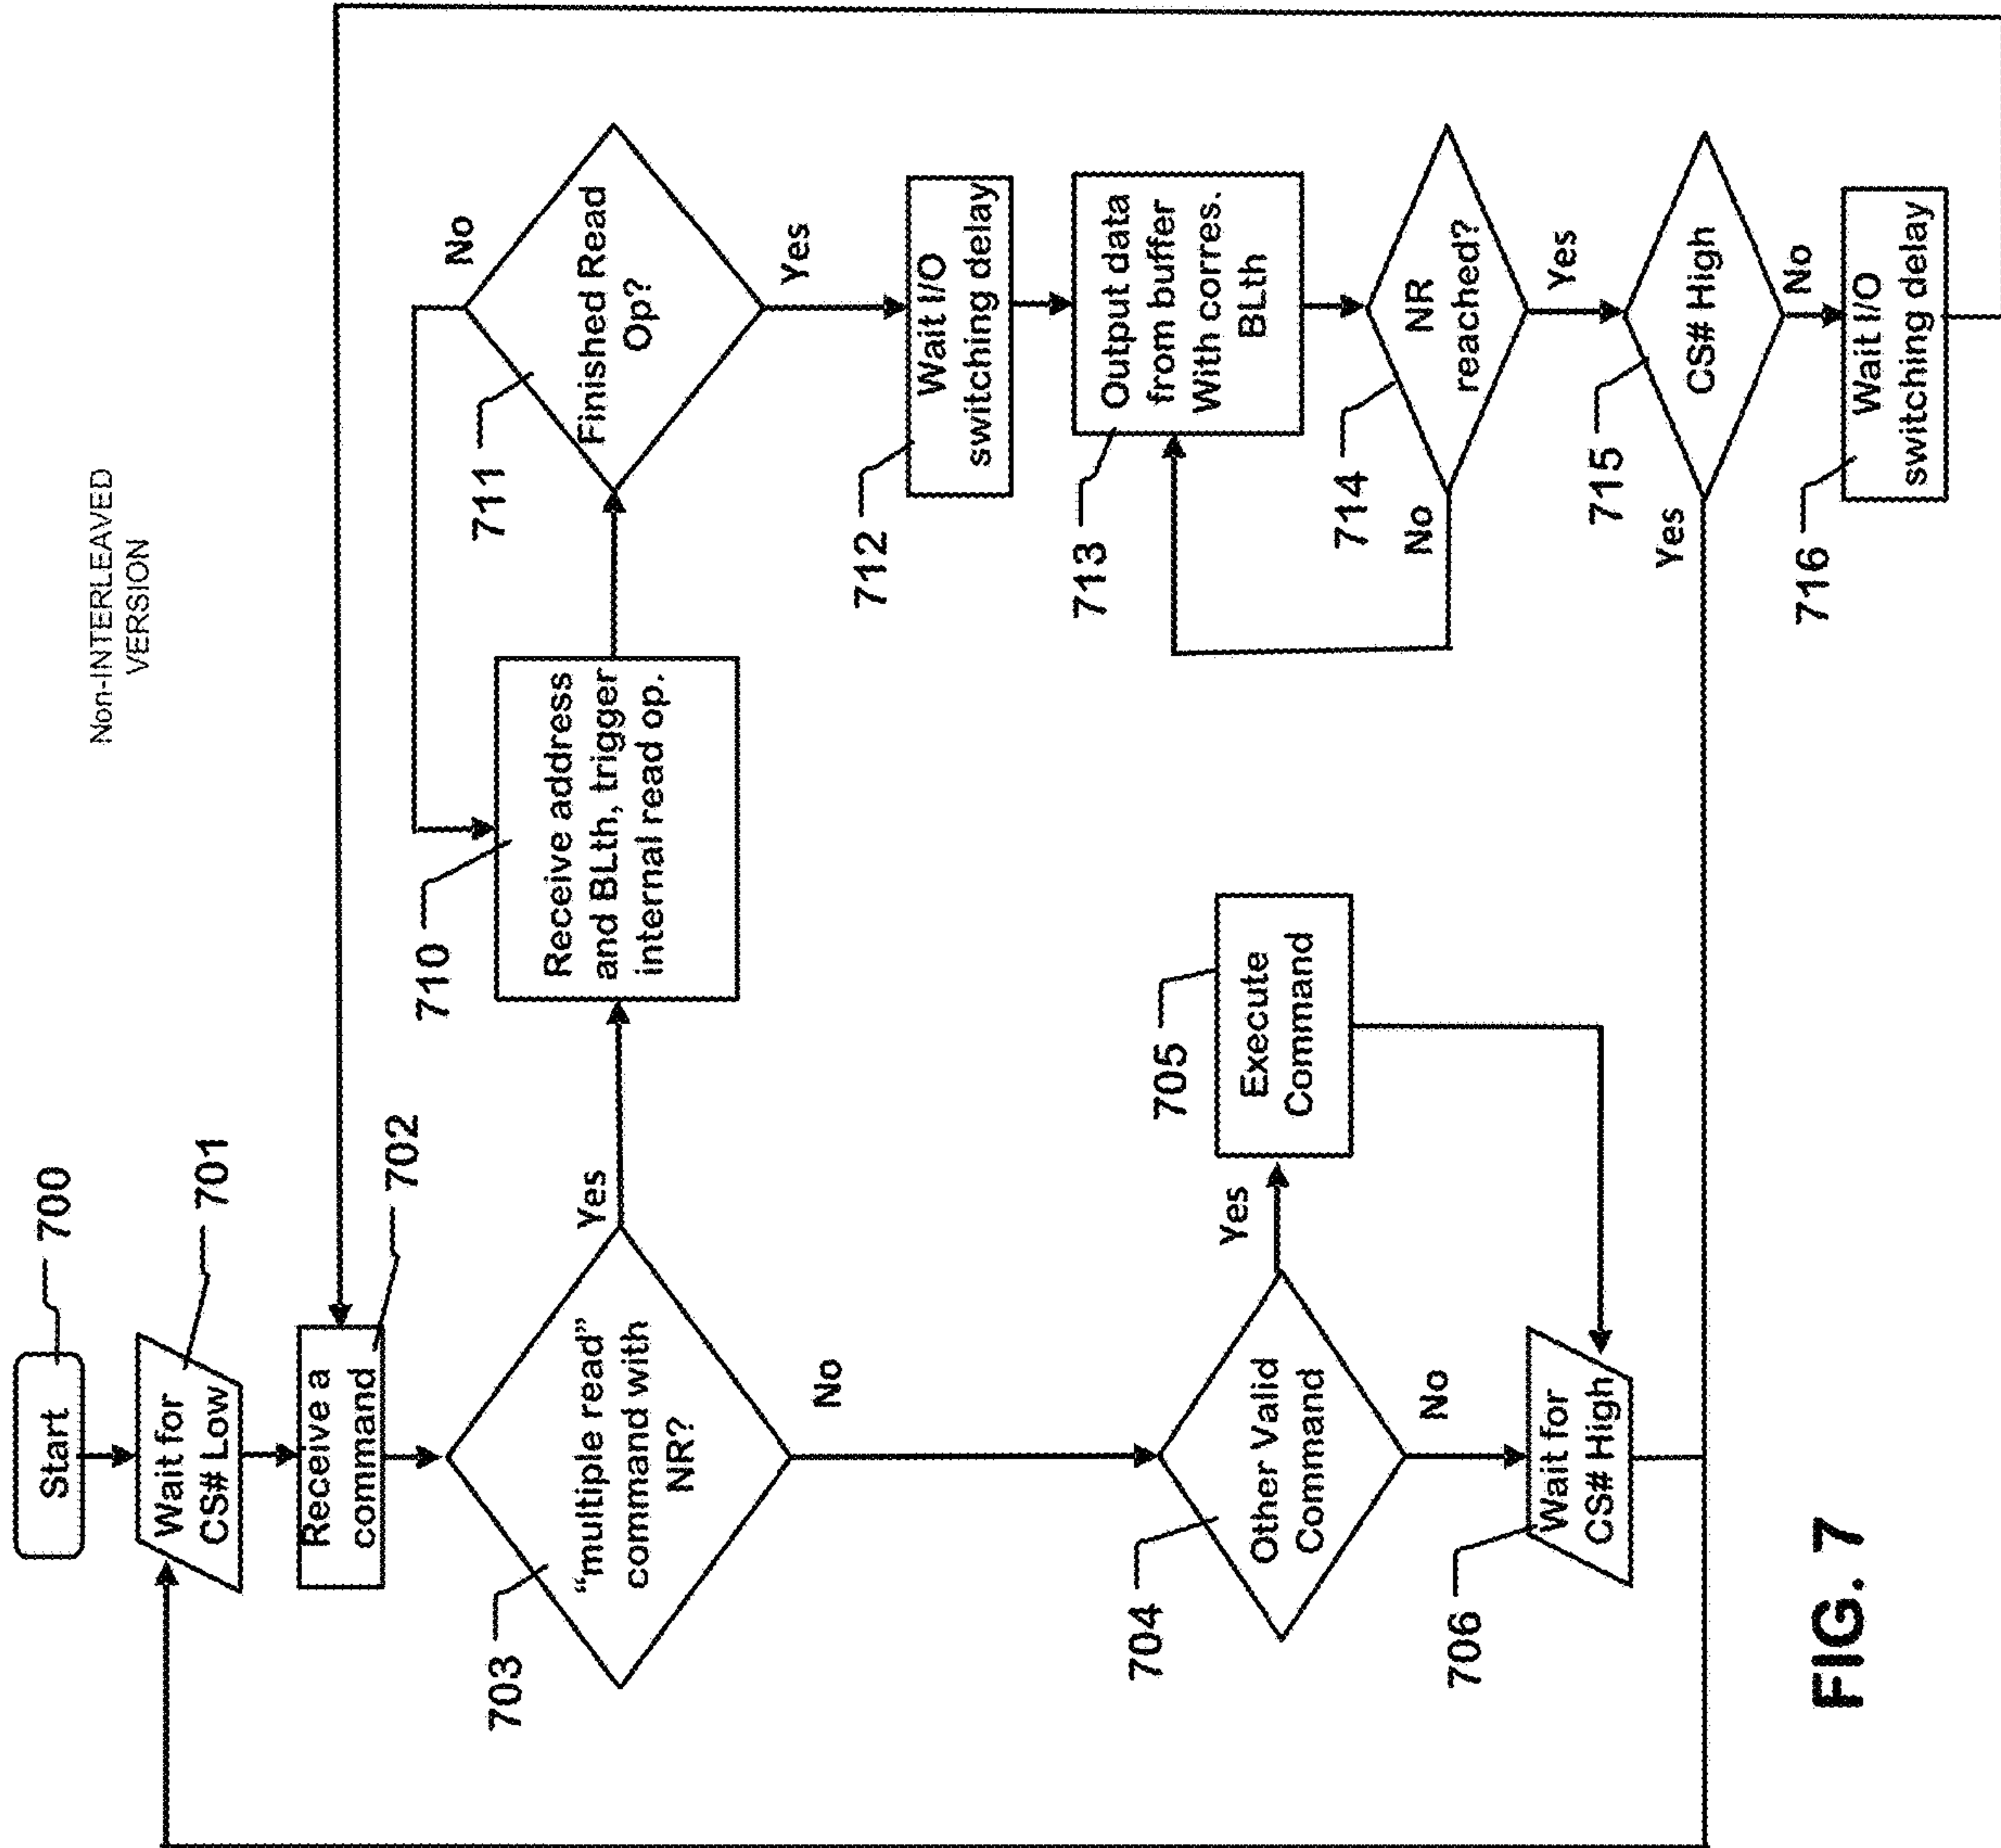 Non-INTERLEAVED
VERSION
Start
700
Wait for
CS# Low
701
Receive a
command
702
"multiple read"
command with
NR?
703
Yes
No
Receive address
and BLth, trigger
internal read op.
710
Finished Read
Op?
711
No
Yes
Wait I/O
switching delay
712
Output data
from buffer
With corres.
BLth
713
NR
reached?
714
No
Yes
CS# High
715
Yes
No
Wait I/O
switching delay
716
Other Valid
Command
704
Yes
No
Execute
Command
705
Wait for
CS# High
706
FIG. 7